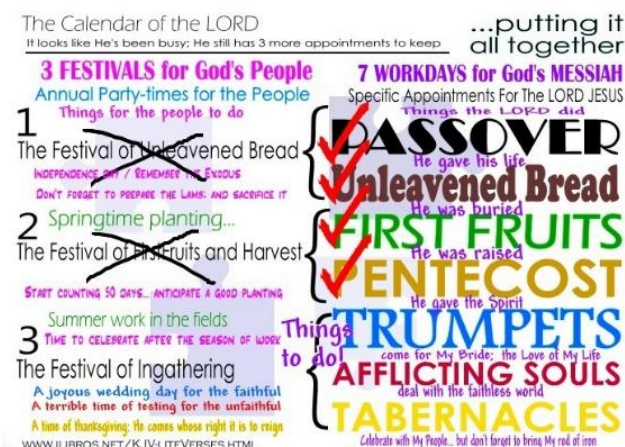 The Calendar of the LORD
It looks like He's been busy; He still has 3 more appointments to keep
...putting it
all together
3 FESTIVALS for God's People
Annual Party-times for the People
Things for the people to do
1
The Festival of Unleavened Bread
INDEPENDENCE DAY / REMEMBER THE EXODUS
DON'T FORGET TO PREPARE THE LAMB; AND SACRIFICE IT
2 Springtime planting...
The Festival of FirstFruits and Harvest
START COUNTING 50 DAYS... ANTICIPATE A GOOD PLANTING
Summer work in the fields
3 TIME TO CELEBRATE AFTER THE SEASON OF WORK
The Festival of Ingathering
A joyous wedding day for the faithful
A terrible time of testing for the unfaithful
A time of thanksgiving; He comes whose right it is to reign
WWW.ILIBROS.NET/KJV-LITEVERSES.HTML
7 WORKDAYS for God's MESSIAH
Specific Appointments For The LORD JESUS
Things the LORD did
PASSOVER
He gave his life
Unleavened Bread
He was buried
FIRST FRUITS
He was raised
PENTECOST
He gave the Spirit
Things
to do!
TRUMPETS
come for My Bride; the Love of My Life
AFFLICTING SOULS
deal with the faithless world
TABERNACLES
Celebrate with My People... but don't forget to bring My rod of iron